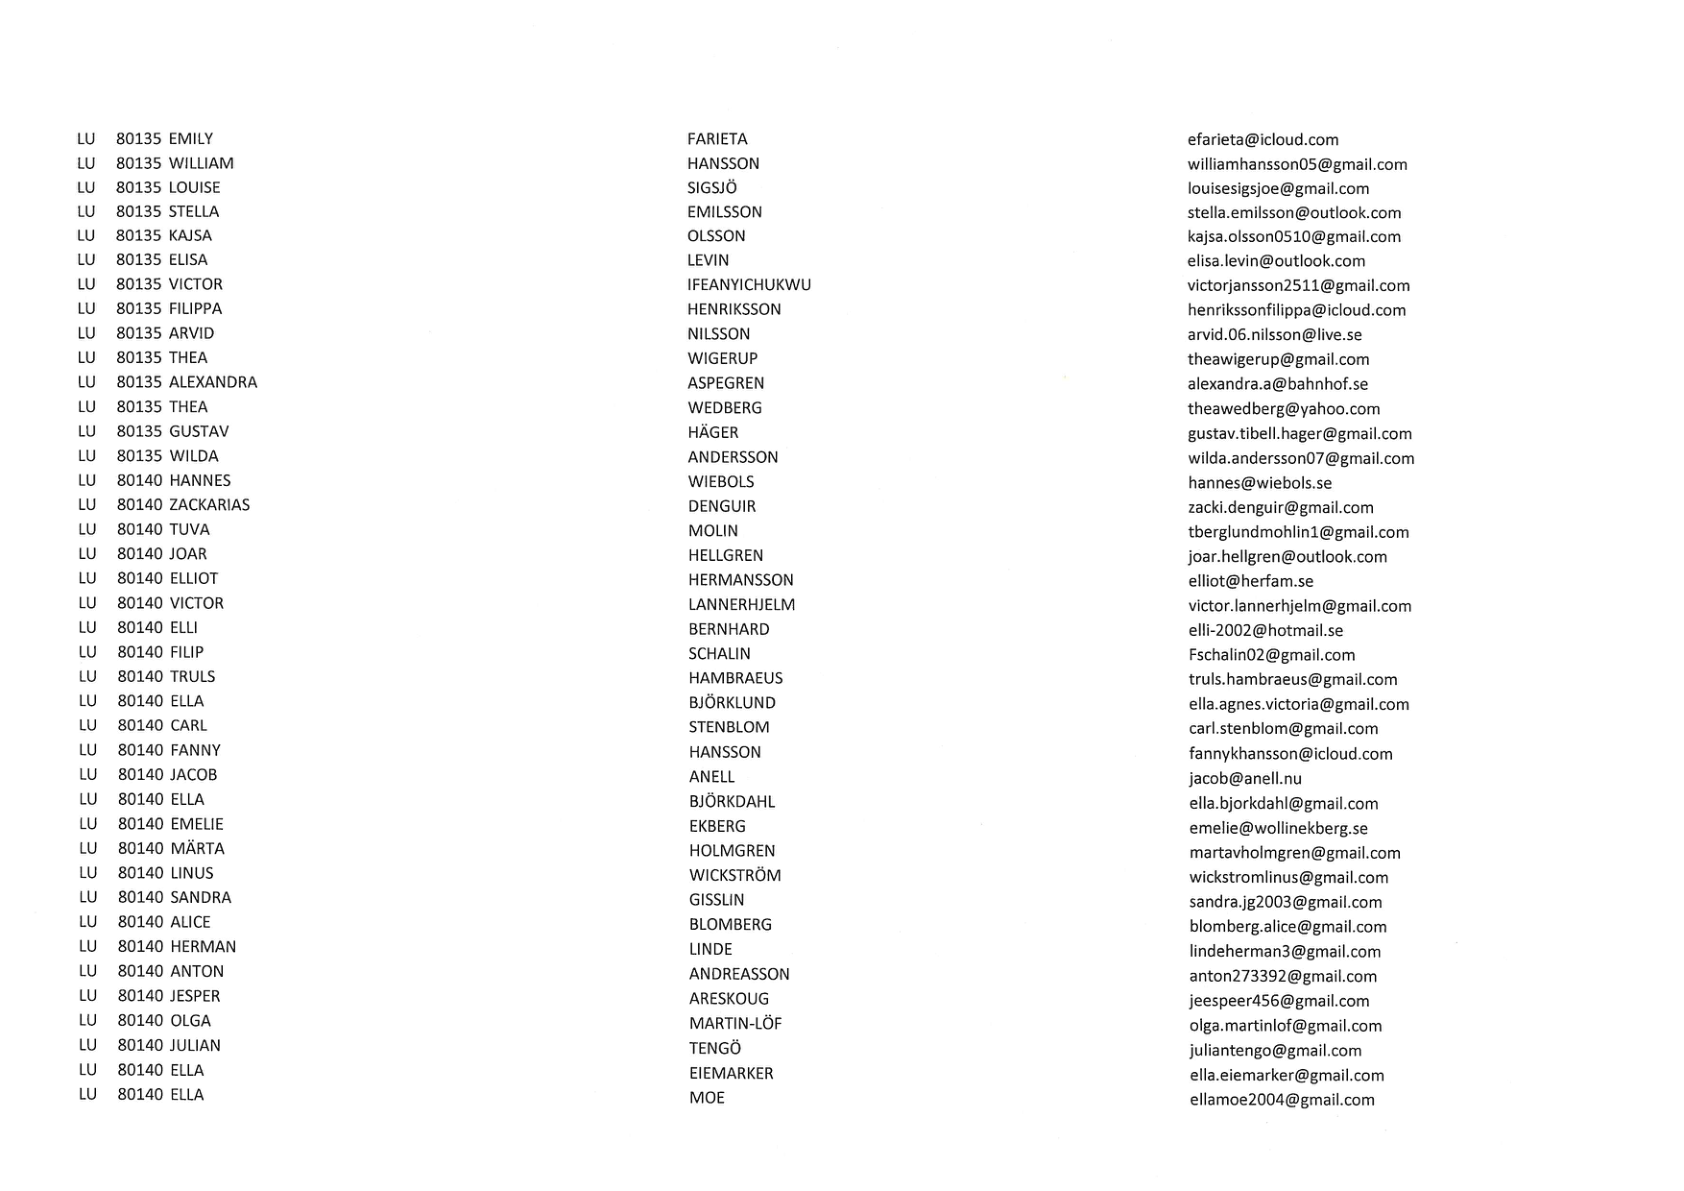 LU 80135 EMILY FARIETA efarieta@icloud.com
LU 80135 WILLIAM HANSSON williamhansson05@gmail.com
LU 80135 LOUISE SIGSJÖ louisesigsjoe@gmail.com
LU 80135 STELLA EMILSSON stella.emilsson@outlook.com
LU 80135 KAJSA OLSSON kajsa.olsson0510@gmail.com
LU 80135 ELISA LEVIN elisa.levin@outlook.com
LU 80135 VICTOR IFEANYICHUKWU victorjansson2511@gmail.com
LU 80135 FILIPPA HENRIKSSON henrikssonfilippa@icloud.com
LU 80135 ARVID NILSSON arvid.06.nilsson@live.se
LU 80135 THEA WIGERUP theawigerup@gmail.com
LU 80135 ALEXANDRA ASPEGREN alexandra.a@bahnhof.se
LU 80135 THEA WEDBERG theawedberg@yahoo.com
LU 80135 GUSTAV HÄGER gustav.tibell.hager@gmail.com
LU 80135 WILDA ANDERSSON wilda.andersson07@gmail.com
LU 80140 HANNES WIEBOLS hannes@wiebols.se
LU 80140 ZACKARIAS DENGUIR zacki.denguir@gmail.com
LU 80140 TUVA MOLIN tberglundmohlin1@gmail.com
LU 80140 JOAR HELLGREN joar.hellgren@outlook.com
LU 80140 ELLIOT HERMANSSON elliot@herfam.se
LU 80140 VICTOR LANNERHJELM victor.lannerhjelm@gmail.com
LU 80140 ELLI BERNHARD elli-2002@hotmail.se
LU 80140 FILIP SCHALIN Fschalin02@gmail.com
LU 80140 TRULS HAMBRAEUS truls.hambraeus@gmail.com
LU 80140 ELLA BJÖRKLUND ella.agnes.victoria@gmail.com
LU 80140 CARL STENBLOM carl.stenblom@gmail.com
LU 80140 FANNY HANSSON fannykhansson@icloud.com
LU 80140 JACOB ANELL jacob@anell.nu
LU 80140 ELLA BJÖRKDAHL ella.bjorkdahl@gmail.com
LU 80140 EMELIE EKBERG emelie@wollinekberg.se
LU 80140 MÄRTA HOLMGREN martavholmgren@gmail.com
LU 80140 LINUS WICKSTRÖM wickstromlinus@gmail.com
LU 80140 SANDRA GISSLIN sandra.jg2003@gmail.com
LU 80140 ALICE BLOMBERG blomberg.alice@gmail.com
LU 80140 HERMAN LINDE lindeherman3@gmail.com
LU 80140 ANTON ANDREASSON anton273392@gmail.com
LU 80140 JESPER ARESKOUG jeespeer456@gmail.com
LU 80140 OLGA MARTIN-LÖF olga.martinlof@gmail.com
LU 80140 JULIAN TENGÖ juliantengo@gmail.com
LU 80140 ELLA EIEMARKER ella.eiemarker@gmail.com
LU 80140 ELLA MOE ellamoe2004@gmail.com